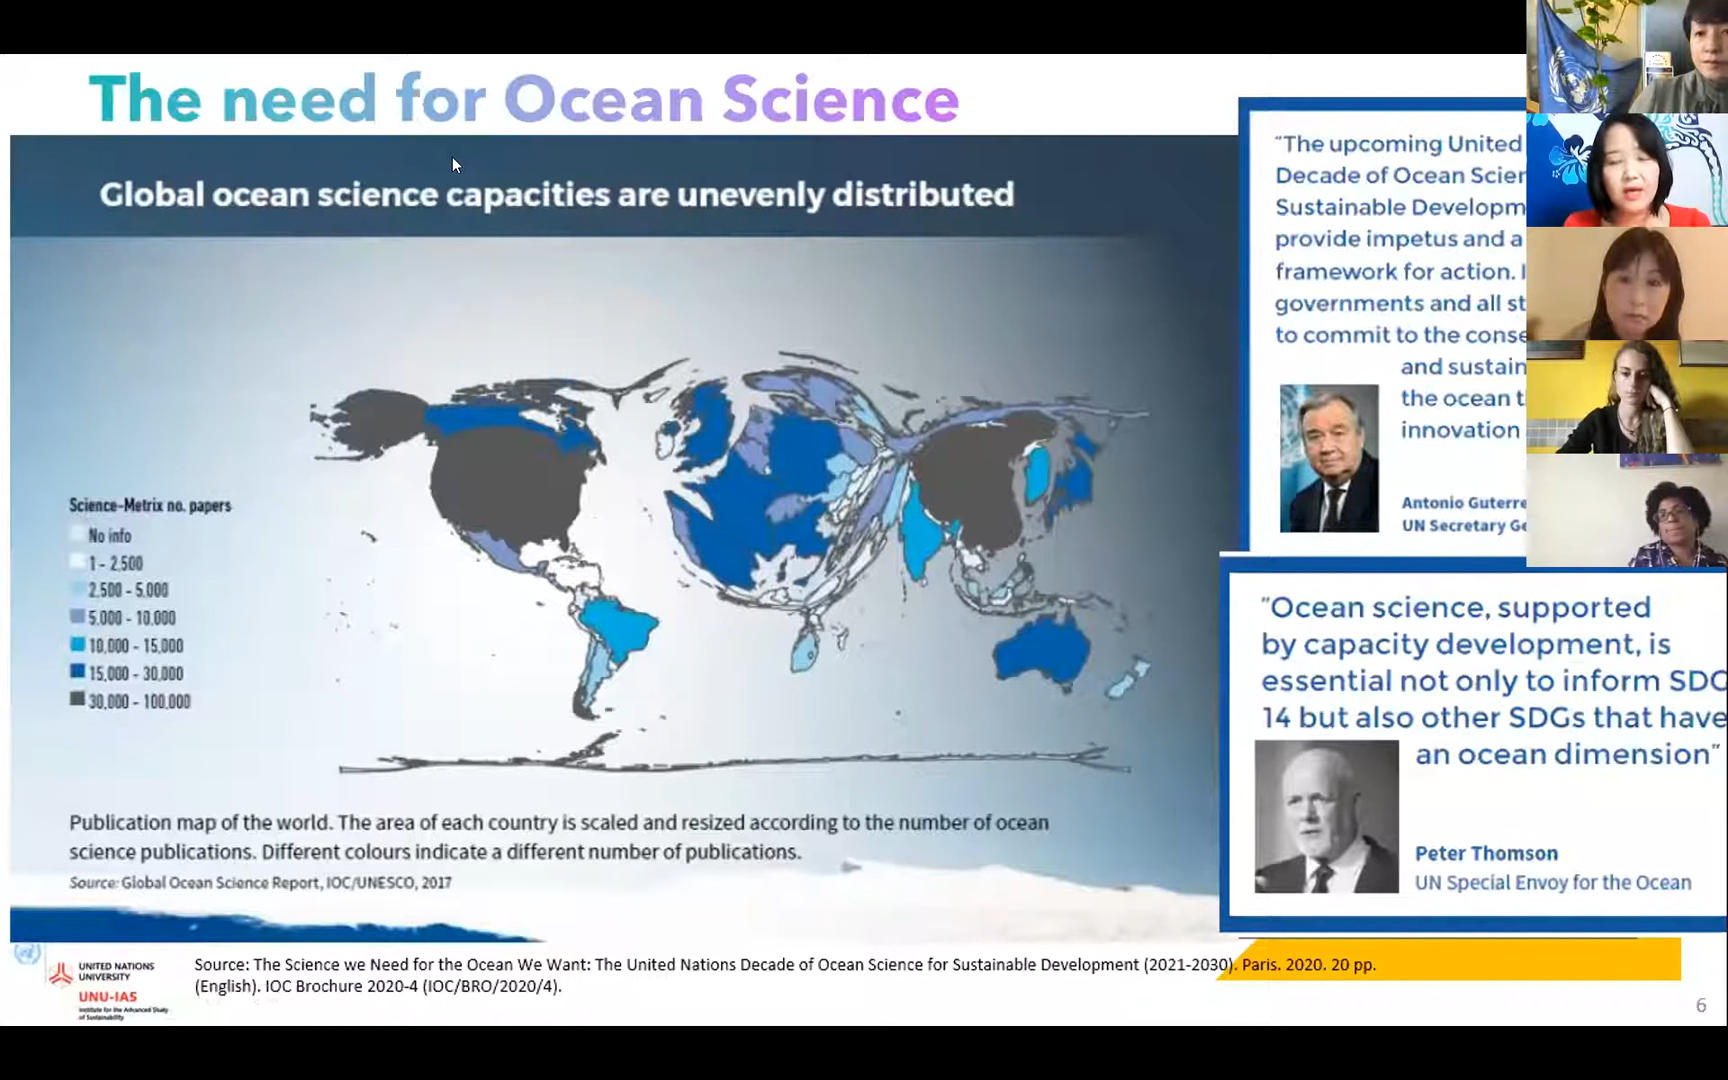 The need for Ocean Science
Global ocean science capacities are unevenly distributed
Science-Metrix no. papers
No info
1 - 2,500
2,500 - 5,000
5,000 - 10,000
10,000 - 15,000
15,000 - 30,000
30,000 - 100,000
Publication map of the world. The area of each country is scaled and resized according to the number of ocean
science publications. Different colours indicate a different number of publications.
Source: Global Ocean Science Report, IOC/UNESCO, 2017
"The upcoming United
Decade of Ocean Scien
Sustainable Developm
provide impetus and a
framework for action. I
governments and all st
to commit to the conse
and sustain
the ocean t
innovation
Antonio Guterre
UN Secretary Ge
"Ocean science, supported
by capacity development, is
essential not only to inform SDG
14 but also other SDGs that have
an ocean dimension"
Peter Thomson
UN Special Envoy for the Ocean
UNITED NATIONS
UNIVERSITY
UNU-IAS
Institute for the Advanced Study
of Sustainability
Source: The Science we Need for the Ocean We Want: The United Nations Decade of Ocean Science for Sustainable Development (2021-2030). Paris. 2020. 20 pp.
(English). IOC Brochure 2020-4 (IOC/BRO/2020/4).
6